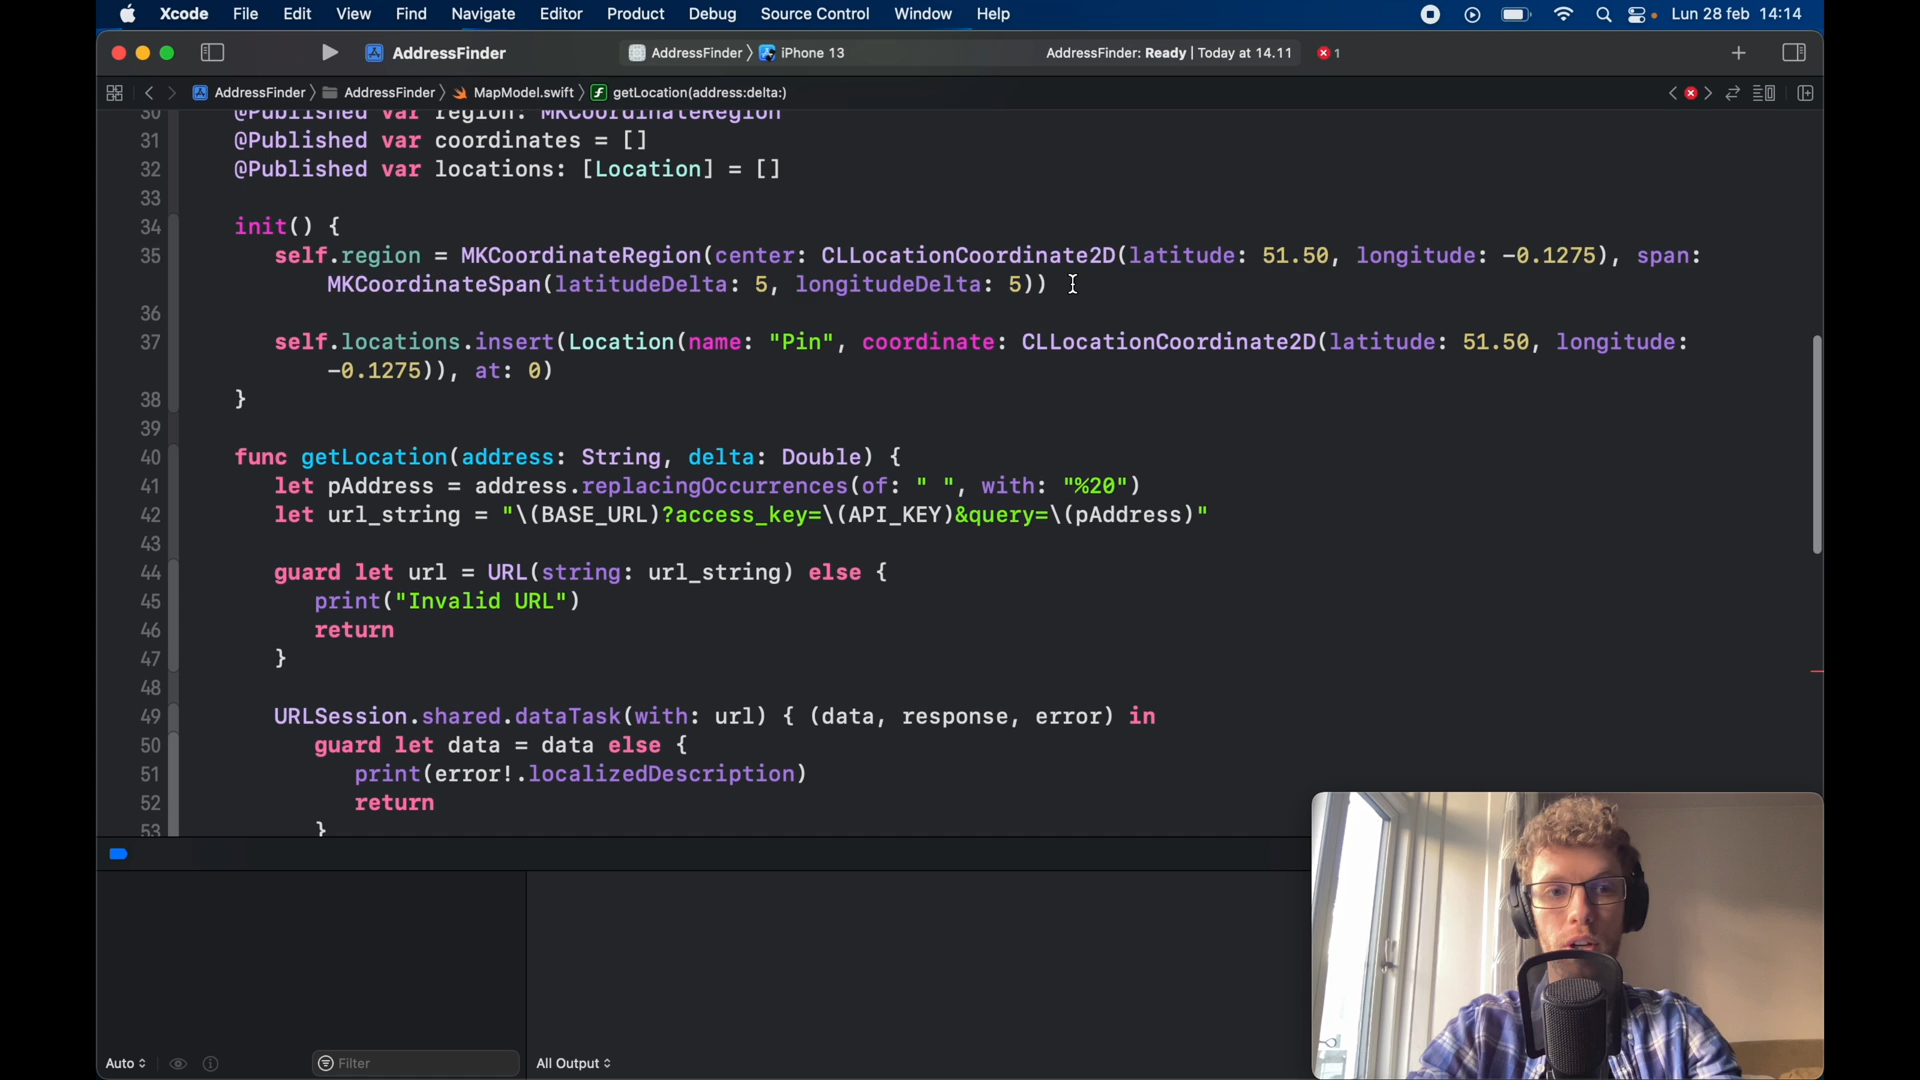 Xcode File Edit View Find Navigate Editor Product Debug Source Control Window Help Lun 28 feb 14:14
AddressFinder AddressFinder 〉 iPhone 13 AddressFinder: Ready | Today at 14.11 1
AddressFinder 〉 AddressFinder 〉 MapModel.swift 〉 getLocation(address:delta:)
30 @Published var region: MKCoordinateRegion
31 @Published var coordinates = []
32 @Published var locations: [Location] = []
33
34 init() {
35 self.region = MKCoordinateRegion(center: CLLocationCoordinate2D(latitude: 51.50, longitude: -0.1275), span:
MKCoordinateSpan(latitudeDelta: 5, longitudeDelta: 5))
36
37 self.locations.insert(Location(name: "Pin", coordinate: CLLocationCoordinate2D(latitude: 51.50, longitude:
-0.1275)), at: 0)
38 }
39
40 func getLocation(address: String, delta: Double) {
41 let pAddress = address.replacingOccurrences(of: " ", with: "%20")
42 let url_string = "\(BASE_URL)?access_key=\(API_KEY)&query=\(pAddress)"
43
44 guard let url = URL(string: url_string) else {
45 print("Invalid URL")
46 return
47 }
48
49 URLSession.shared.dataTask(with: url) { (data, response, error) in
50 guard let data = data else {
51 print(error!.localizedDescription)
52 return
53 }
Auto Filter All Output